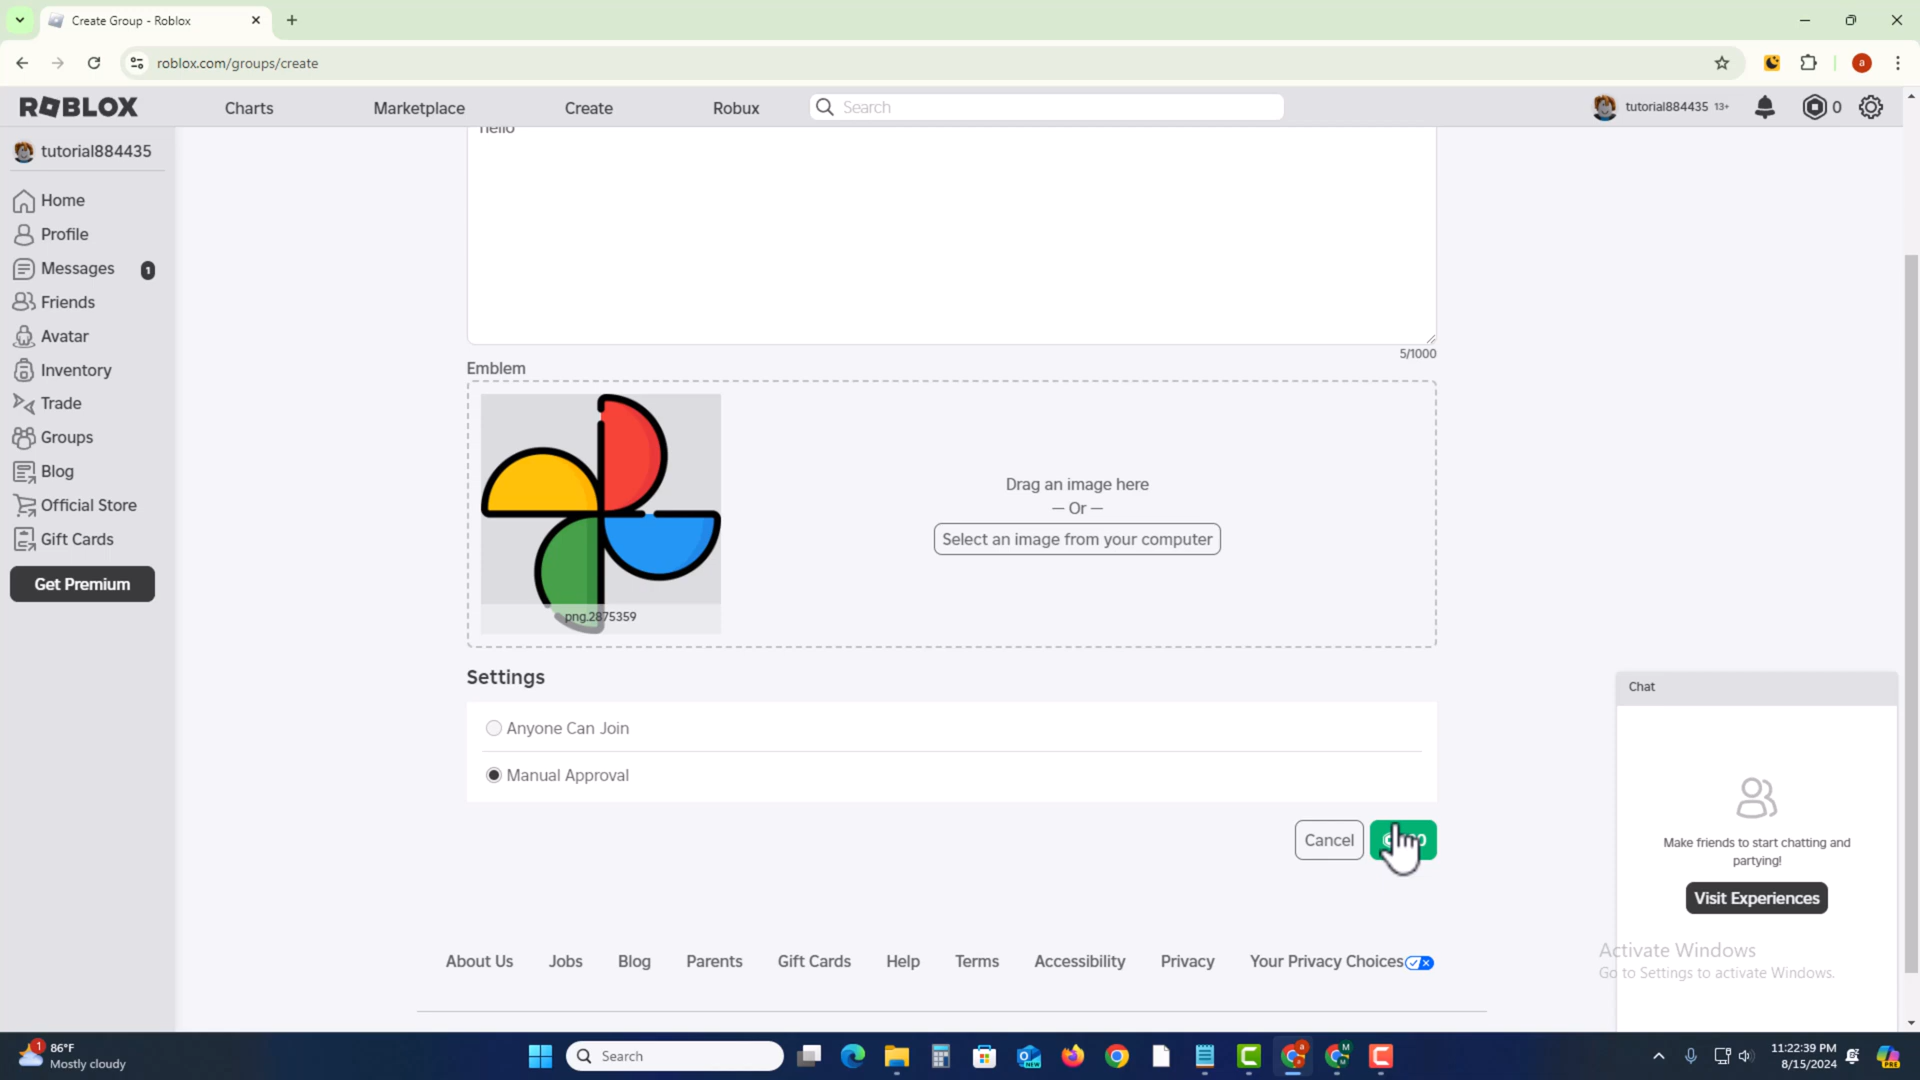 Create Group - Roblox
roblox.com/groups/create
ROBLOX
Charts
Marketplace
Create
Robux
Search
tutorial884435 13+
0
tutorial884435
Home
Profile
Messages 1
Friends
Avatar
Inventory
Trade
Groups
Blog
Official Store
Gift Cards
Get Premium
hello
5/1000
Emblem
png.2875359
Drag an image here
— Or —
Select an image from your computer
Settings
Anyone Can Join
Manual Approval
Cancel
Chat
Make friends to start chatting and
partying!
Visit Experiences
Activate Windows
Go to Settings to activate Windows.
About Us
Jobs
Blog
Parents
Gift Cards
Help
Terms
Accessibility
Privacy
Your Privacy Choices
1
86°F
Mostly cloudy
Search
11:22:39 PM
8/15/2024